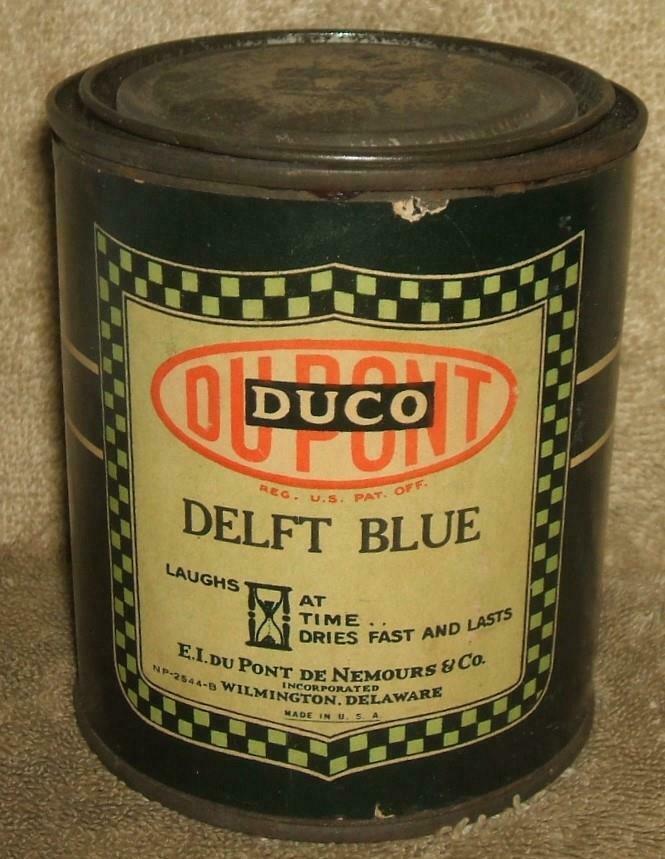 DU PONT
DUCO
REG. U.S. PAT. OFF.
DELFT BLUE
LAUGHS AT
TIME..
DRIES FAST AND LASTS
E.I. DU PONT DE NEMOURS & CO.
INCORPORATED
NP-2544-B WILMINGTON, DELAWARE
MADE IN U.S.A.